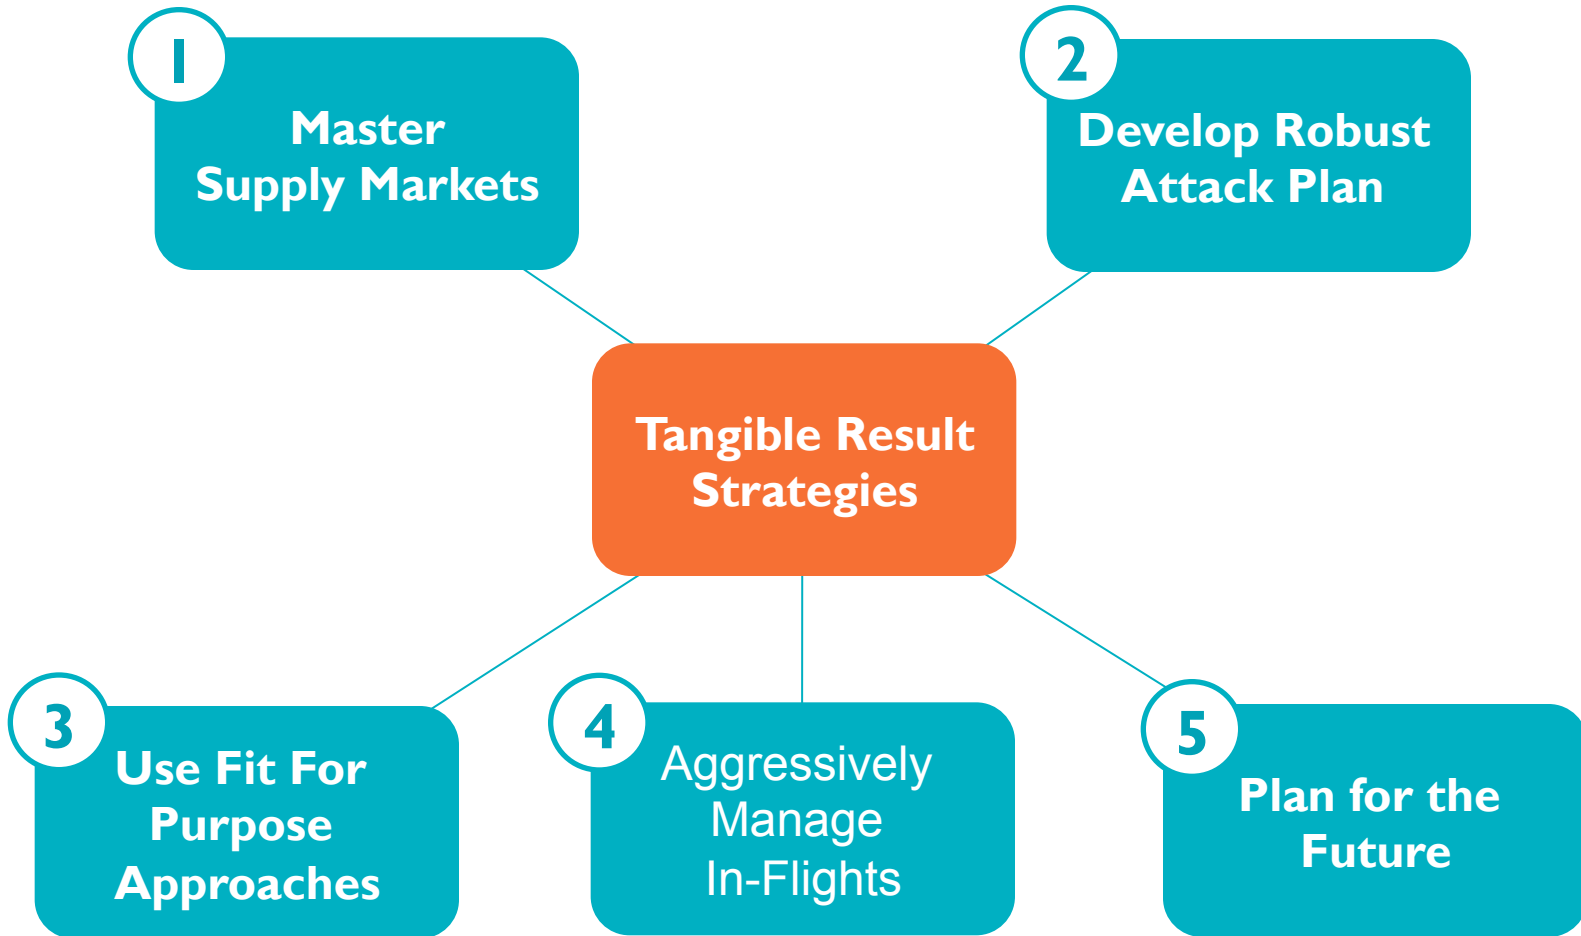 1
Master
Supply Markets
2
Develop Robust
Attack Plan
Tangible Result
Strategies
3
Use Fit For
Purpose
Approaches
4
Aggressively
Manage
In-Flights
5
Plan for the
Future